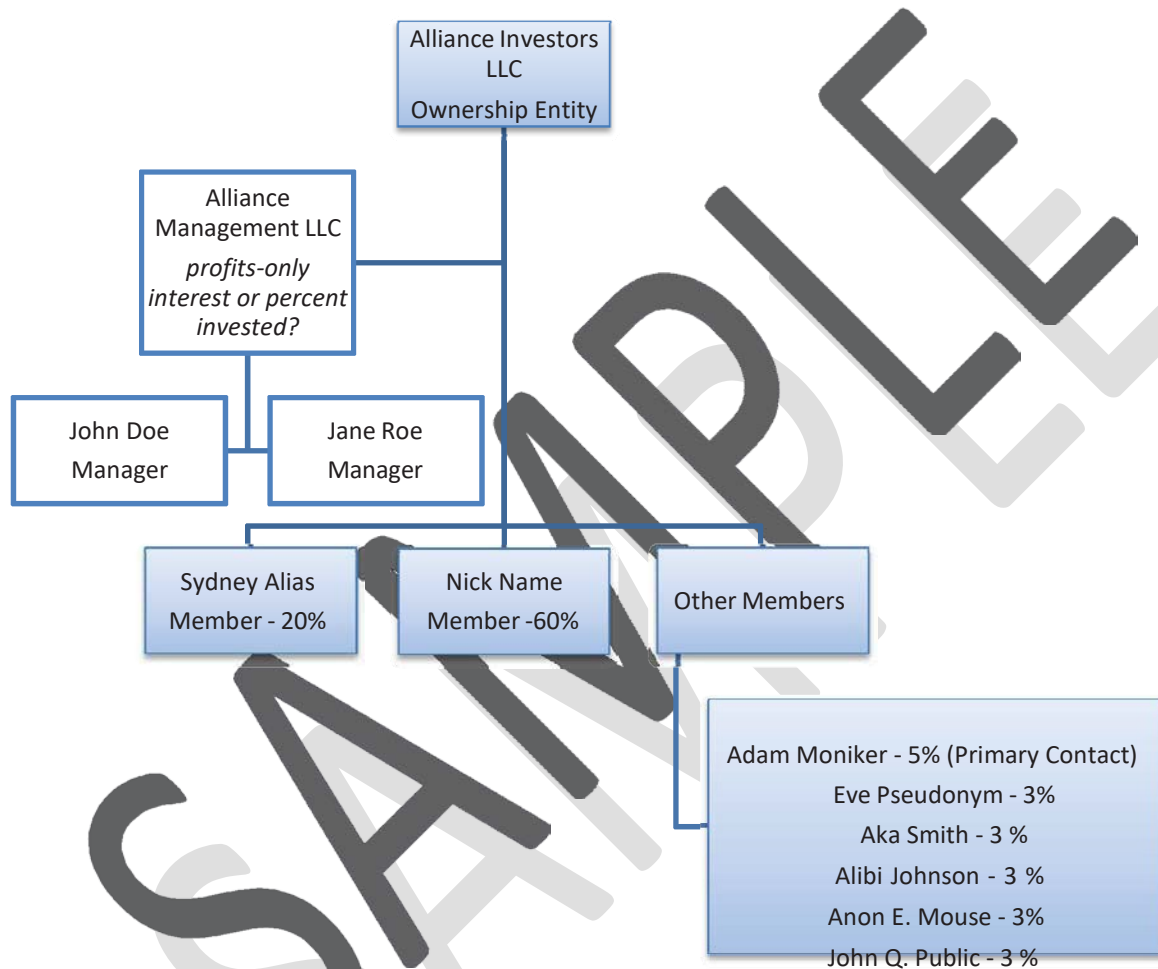 Alliance Investors
LLC
Ownership Entity
Alliance
Management LLC
profits-only
interest or percent
invested?
John Doe
Manager
Jane Roe
Manager
Sydney Alias
Member - 20%
Nick Name
Member -60%
Other Members
Adam Moniker - 5% (Primary Contact)
Eve Pseudonym - 3%
Aka Smith - 3 %
Alibi Johnson - 3 %
Anon E. Mouse - 3%
John Q. Public - 3 %
SAMPLE